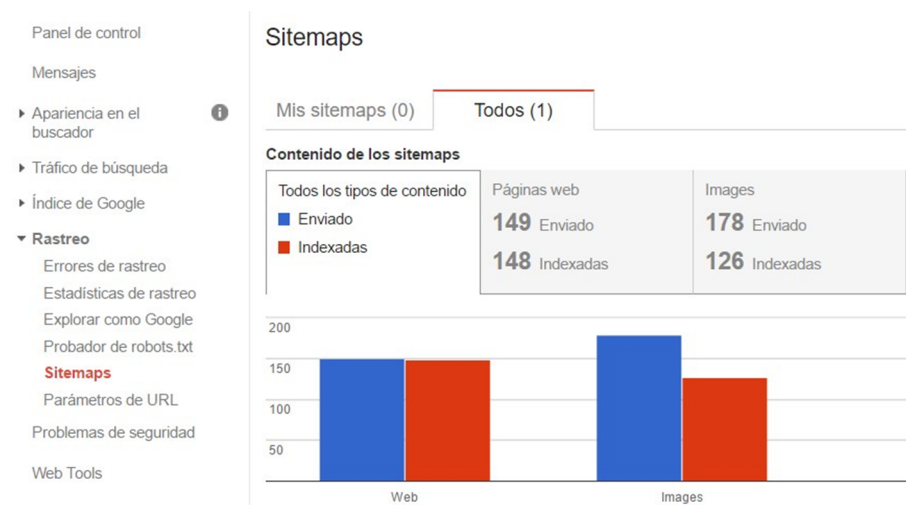 Panel de control
Mensajes
Apariencia en el
buscador
Tráfico de búsqueda
Índice de Google
Rastreo
Errores de rastreo
Estadísticas de rastreo
Explorar como Google
Probador de robots.txt
Sitemaps
Parámetros de URL
Problemas de seguridad
Web Tools
Sitemaps
Mis sitemaps (0)
Todos (1)
Contenido de los sitemaps
Todos los tipos de contenido
Enviado
Indexadas
Páginas web
149 Enviado
148 Indexadas
Images
178 Enviado
126 Indexadas
200
150
100
50
Web
Images